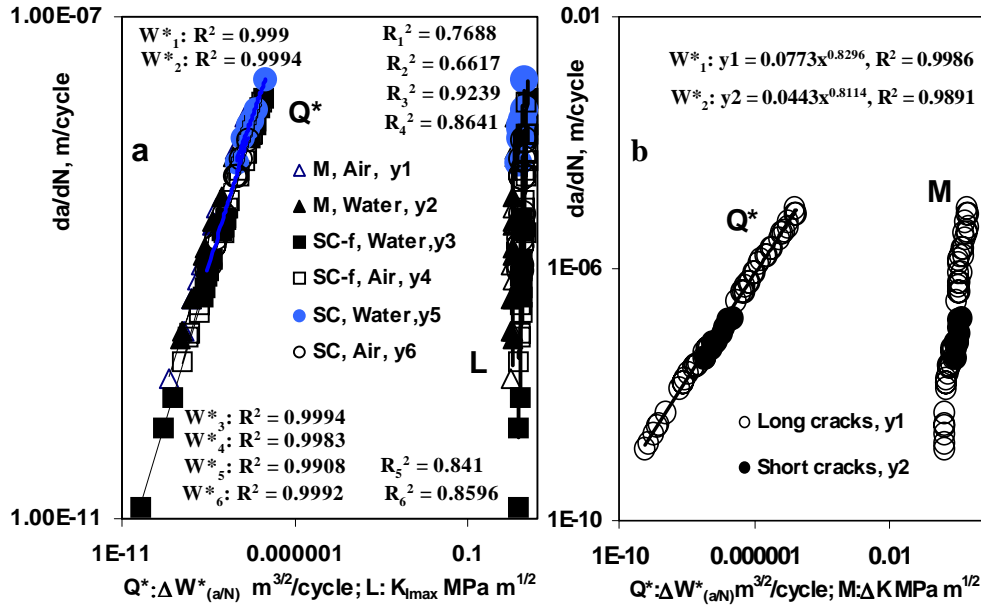 1.00E-07
W*1: R² = 0.999
W*2: R² = 0.9994
R1² = 0.7688
R2² = 0.6617
R3² = 0.9239
R4² = 0.8641
Q*
a
da/dN, m/cycle
M, Air, y1
M, Water, y2
SC-f, Water,y3
SC-f, Air, y4
SC, Water,y5
SC, Air, y6
L
W*3: R² = 0.9994
W*4: R² = 0.9983
W*5: R² = 0.9908
W*6: R² = 0.9992
R5² = 0.841
R6² = 0.8596
1.00E-11
1E-11
0.000001
0.1
Q*:ΔW*(a/N) m^3/2/cycle; L: KImax MPa m^1/2
0.01
W*1: y1 = 0.0773x^0.8296, R² = 0.9986
W*2: y2 = 0.0443x^0.8114, R² = 0.9891
b
M
Q*
da/dN, m/cycle
1E-06
Long cracks, y1
Short cracks, y2
1E-10
1E-10
0.000001
0.01
Q*:ΔW*(a/N)m^3/2/cycle; M:ΔK MPa m^1/2